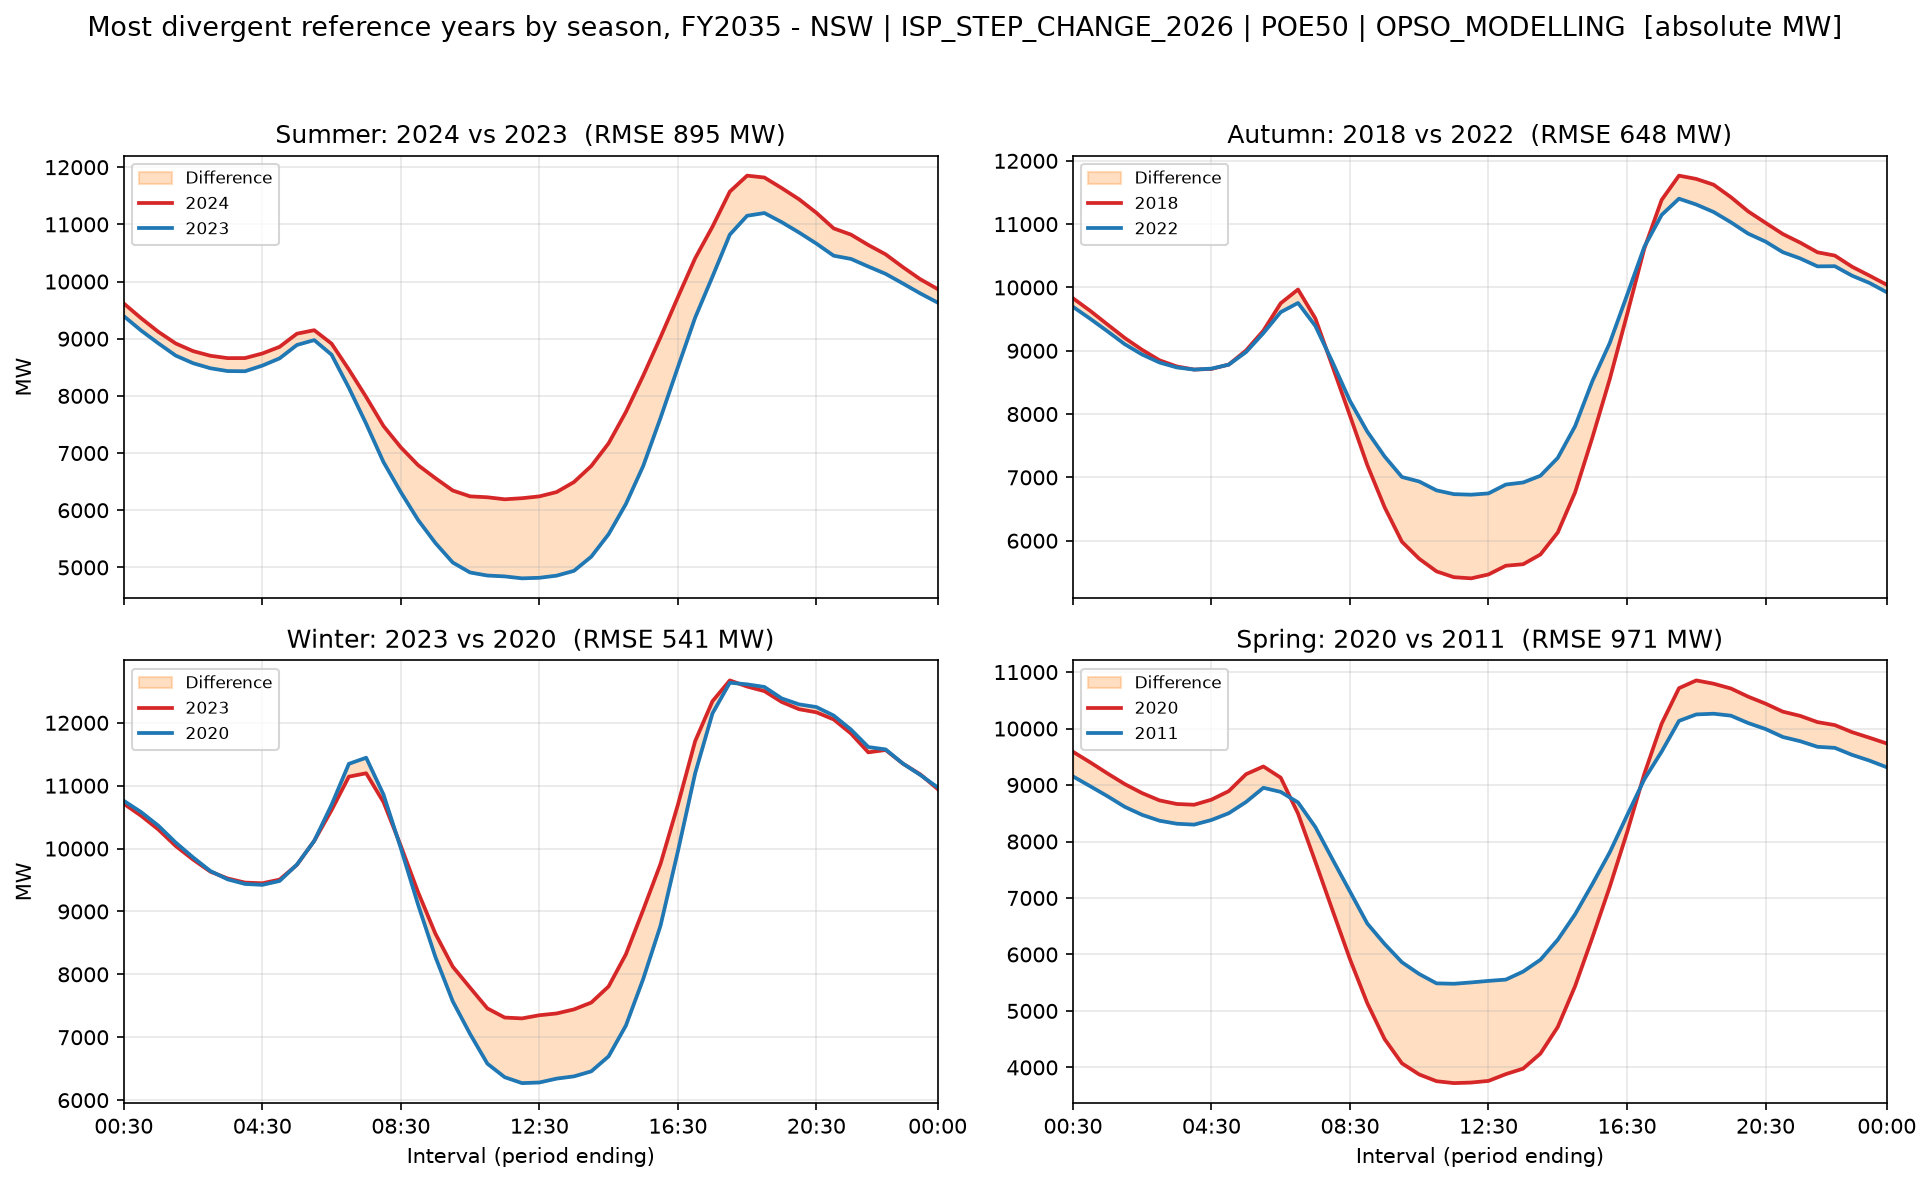 Most divergent reference years by season, FY2035 - NSW | ISP_STEP_CHANGE_2026 | POE50 | OPSO_MODELLING  [absolute MW]
Summer: 2024 vs 2023  (RMSE 895 MW)
12000
11000
10000
9000
8000
7000
6000
5000
MW
Difference
2024
2023
Autumn: 2018 vs 2022  (RMSE 648 MW)
12000
11000
10000
9000
8000
7000
6000
Difference
2018
2022
Winter: 2023 vs 2020  (RMSE 541 MW)
12000
11000
10000
9000
8000
7000
6000
MW
Difference
2023
2020
00:30 04:30 08:30 12:30 16:30 20:30 00:00
Interval (period ending)
Spring: 2020 vs 2011  (RMSE 971 MW)
11000
10000
9000
8000
7000
6000
5000
4000
Difference
2020
2011
00:30 04:30 08:30 12:30 16:30 20:30 00:00
Interval (period ending)